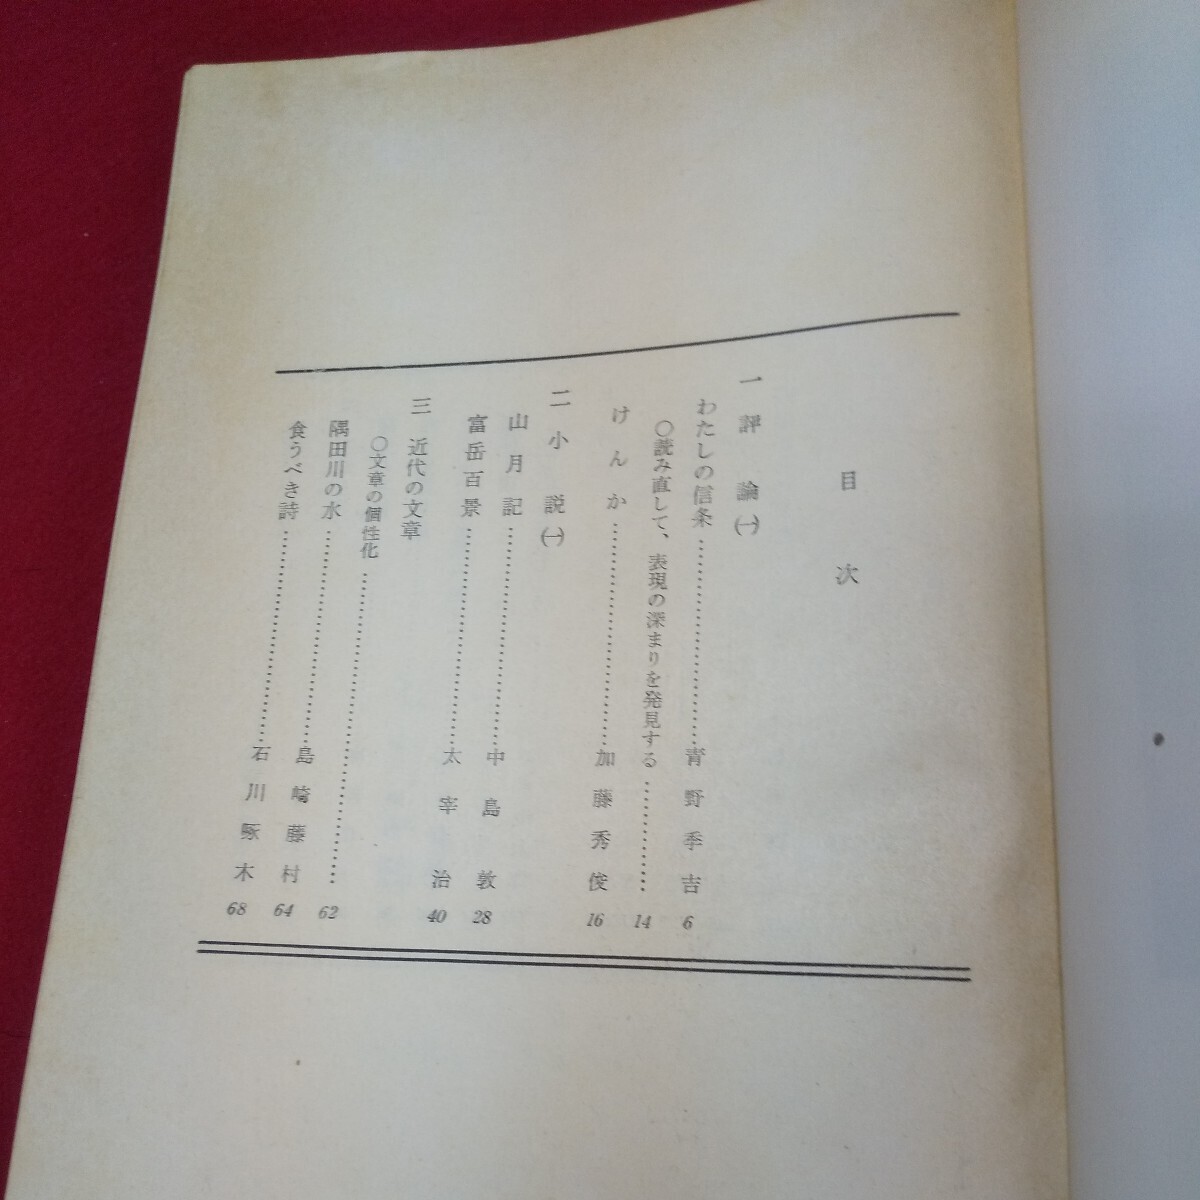 目次
一 評論㈠
わたしの信条……………………青野季吉 6
○読み直して、表現の深まりを発見する…………14
けんか……………………加藤秀俊 16
二 小説㈠
山月記……………………中島敦 28
富岳百景……………………太宰治 40
三 近代の文章
○文章の個性化……………………62
隅田川の水……………………島崎藤村 64
食うべき詩……………………石川啄木 68